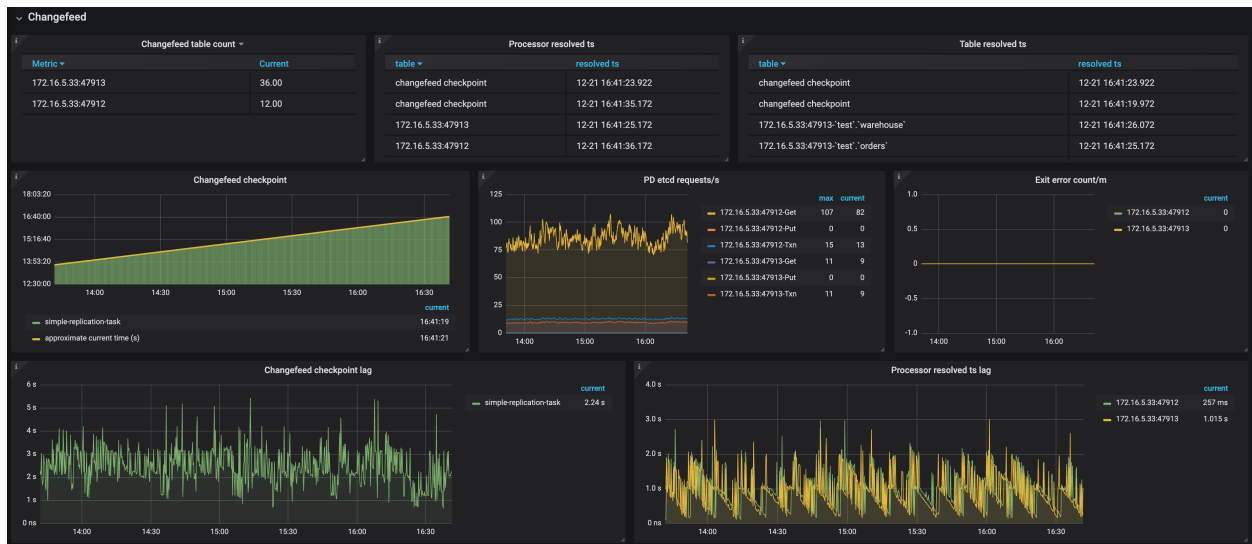 Changefeed
Changefeed table count
Metric Current
172.16.5.33:47913 36.00
172.16.5.33:47912 12.00
Processor resolved ts
table resolved ts
changefeed checkpoint 12-21 16:41:23.922
changefeed checkpoint 12-21 16:41:35.172
172.16.5.33:47913 12-21 16:41:25.172
172.16.5.33:47912 12-21 16:41:36.172
Table resolved ts
table resolved ts
changefeed checkpoint 12-21 16:41:23.922
changefeed checkpoint 12-21 16:41:19.972
172.16.5.33:47913-`test`.`warehouse` 12-21 16:41:26.072
172.16.5.33:47913-`test`.`orders` 12-21 16:41:25.172
Changefeed checkpoint
18:03:20
16:40:00
15:16:40
13:53:20
12:30:00
14:00 14:30 15:00 15:30 16:00 16:30
current
simple-replication-task 16:41:19
approximate current time (s) 16:41:21
PD etcd requests/s
125
100
75
50
25
0
14:00 15:00 16:00
max current
172.16.5.33:47912-Get 107 82
172.16.5.33:47912-Put 0 0
172.16.5.33:47912-Txn 15 13
172.16.5.33:47913-Get 11 9
172.16.5.33:47913-Put 0 0
172.16.5.33:47913-Txn 11 9
Exit error count/m
1.0
0.5
0
-0.5
-1.0
14:00 15:00 16:00
current
172.16.5.33:47912 0
172.16.5.33:47913 0
Changefeed checkpoint lag
6 s
5 s
4 s
3 s
2 s
1 s
0 ns
14:00 14:30 15:00 15:30 16:00 16:30
current
simple-replication-task 2.24 s
Processor resolved ts lag
4.0 s
3.0 s
2.0 s
1.0 s
0 ns
14:00 14:30 15:00 15:30 16:00 16:30
current
172.16.5.33:47912 257 ms
172.16.5.33:47913 1.015 s